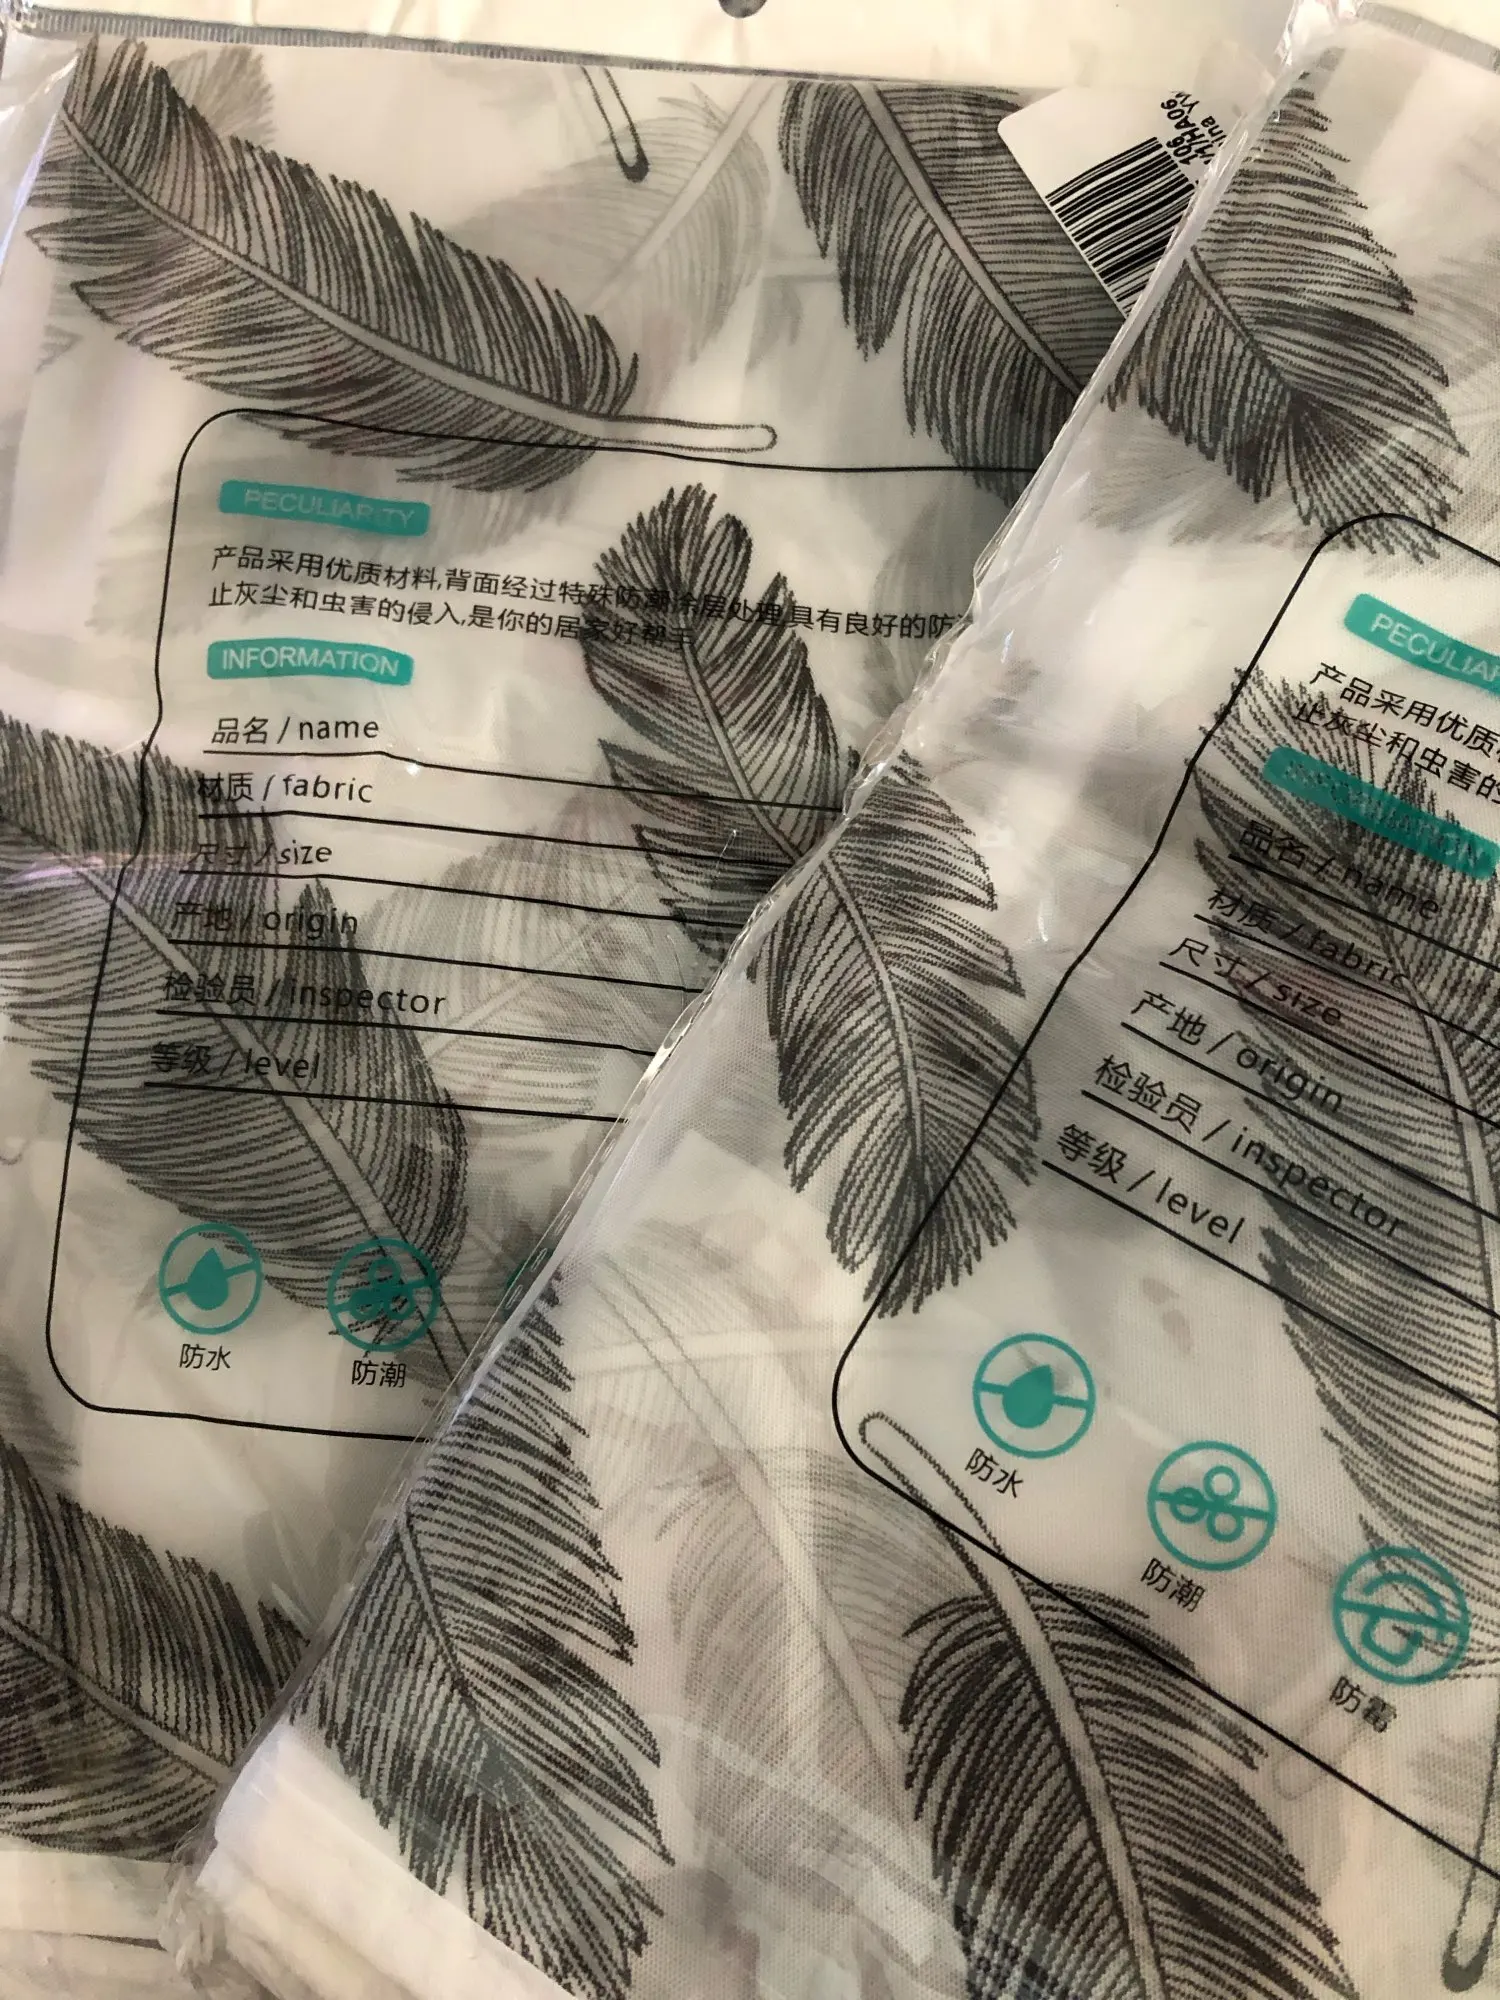 PECULIARITY
产品采用优质材料,背面经过特殊防潮涂层处理,具有良好的防
止灰尘和虫害的侵入,是你的居家好帮手
INFORMATION
品名 / name
材质 / fabric
尺寸 / size
产地 / origin
检验员 / inspector
等级 / level
防水
防潮
106
PECULIAR
产品采用优质
止灰尘和虫害的
INFORMATION
品名 / name
材质 / fabric
尺寸 / size
产地 / origin
检验员 / inspector
等级 / level
防水
防潮
防霉